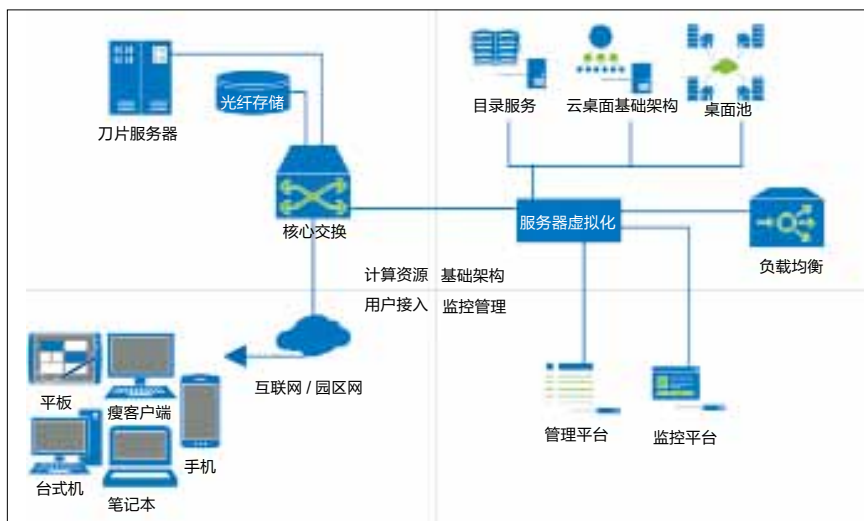 刀片服务器
光纤存储
核心交换
计算资源
目录服务
云桌面基础架构
桌面池
服务器虚拟化
负载均衡
基础架构
用户接入
互联网 / 园区网
平板
瘦客户端
手机
台式机
笔记本
监控管理
管理平台
监控平台